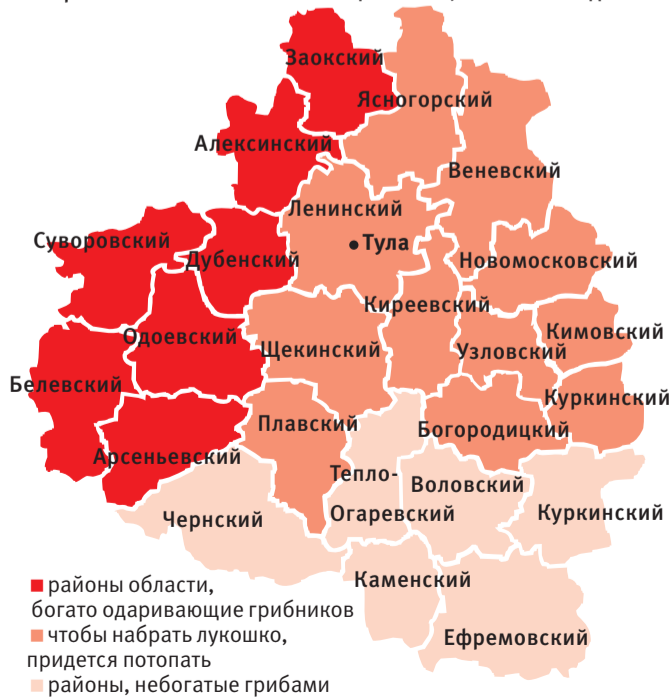 Заокский
Ясногорский
Алексинский
Веневский
Ленинский
Суворовский
Тула
Дубенский
Новомосковский
Киреевский
Одоевский
Щекинский
Узловский
Кимовский
Белевский
Куркинский
Плавский
Богородицкий
Арсеньевский
Тепло-
Огаревский
Воловский
Чернский
Куркинский
Каменский
Ефремовский
районы области,
богато одаривающие грибников
чтобы набрать лукошко,
придется потопать
районы, небогатые грибами